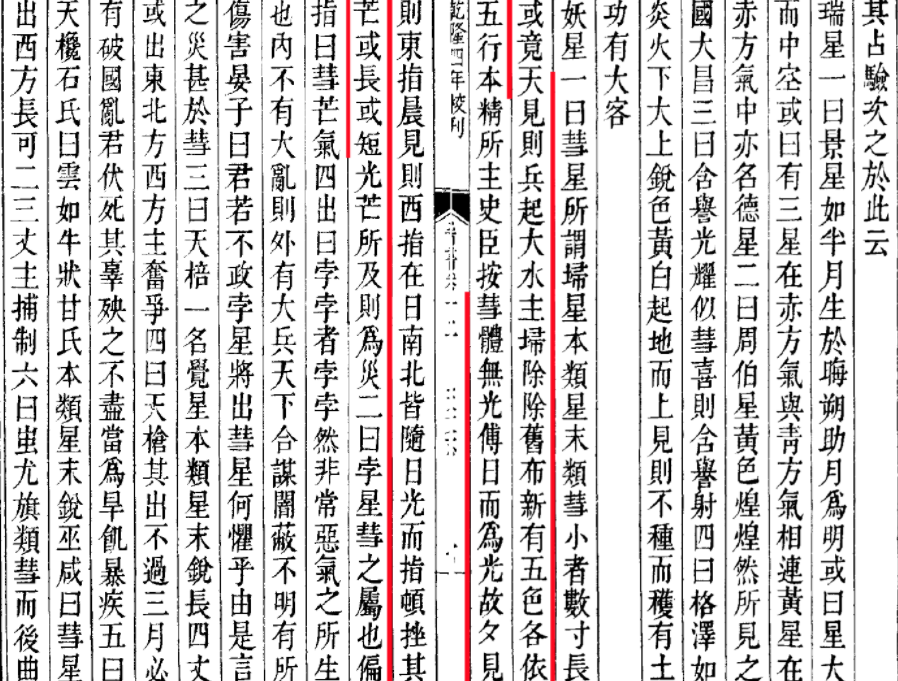 其占驗次之於此云
瑞星一曰景星如半月生於晦朔助月爲明或曰星大
而中空或曰有三星在赤方氣與靑方氣相連黃星在
赤方氣中亦名德星二曰周伯星黃色煌煌然所見之
國大昌三曰含譽光耀似彗喜則含譽射四曰格澤如
炎火下大上銳色黃白起地而上見則不種而穫有土
功有大客
妖星一曰彗星所謂埽星本類星末類彗小者數寸長
或竟天見則兵起大水主埽除除舊布新有五色各依
五行本精所主史臣按彗體無光傅日而爲光故夕見
乾隆四年校刊
則東指晨見則西指在日南北皆隨日光而指頓挫其
芒或長或短光芒所及則爲災二曰孛星彗之屬也偏
指曰彗芒氣四出曰孛孛者孛孛然非常惡氣之所生
也內不有大亂則外有大兵天下合謀闇蔽不明有所
傷害晏子曰君若不政孛星將出彗星何懼乎由是言
之災甚於彗三曰天棓一名覺星本類星末銳長四丈
或出東北方西方主奮爭四曰天槍其出不過三月必
有破國亂君伏死其辜殃之不盡當爲旱飢暴疾五曰
天欃石氏曰雲如牛狀甘氏本類星末銳巫咸曰彗星
出西方長可二三丈主捕制六曰蚩尤旗類彗而後曲